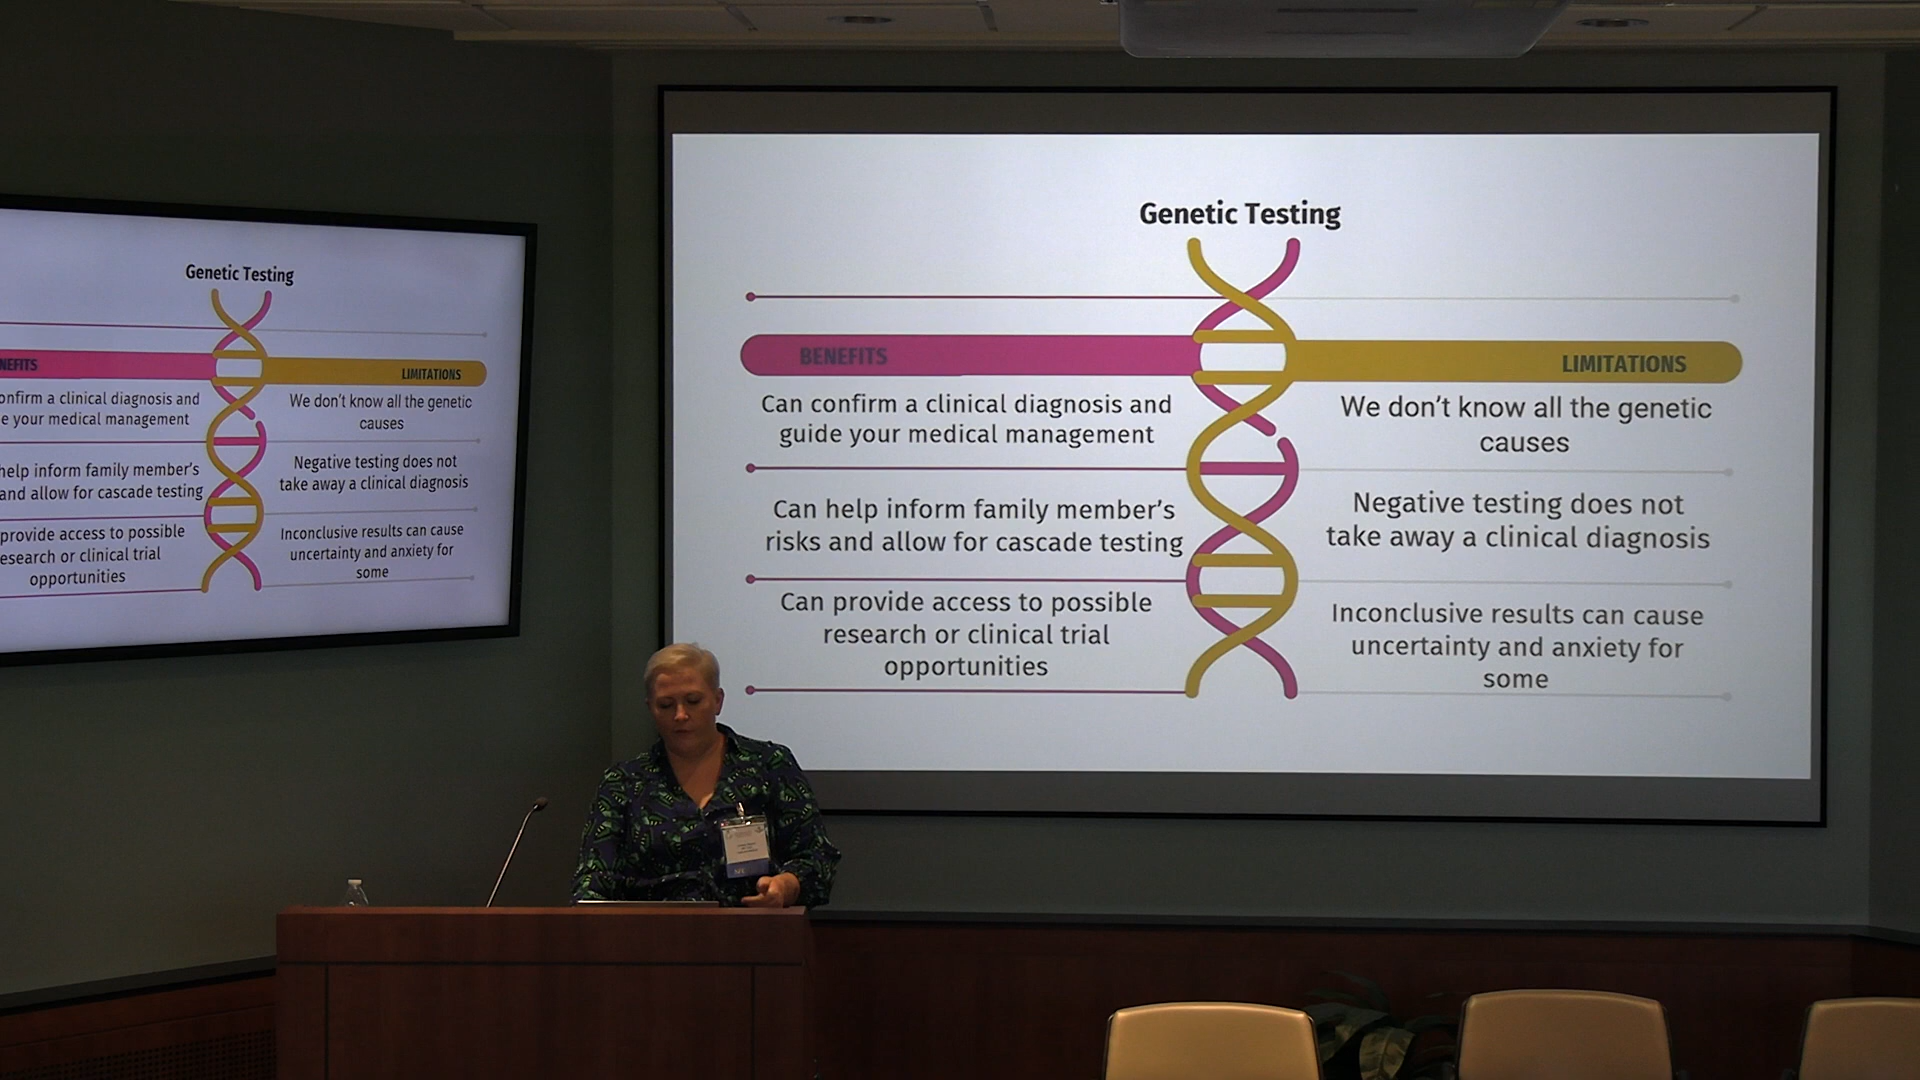 Genetic Testing
BENEFITS
Can confirm a clinical diagnosis and
guide your medical management
Can help inform family member's
risks and allow for cascade testing
Can provide access to possible
research or clinical trial
opportunities
LIMITATIONS
We don't know all the genetic
causes
Negative testing does not
take away a clinical diagnosis
Inconclusive results can cause
uncertainty and anxiety for
some
Genetic Testing
NEFITS
onfirm a clinical diagnosis and
e your medical management
help inform family member's
and allow for cascade testing
provide access to possible
esearch or clinical trial
opportunities
LIMITATIONS
We don't know all the genetic
causes
Negative testing does not
take away a clinical diagnosis
Inconclusive results can cause
uncertainty and anxiety for
some